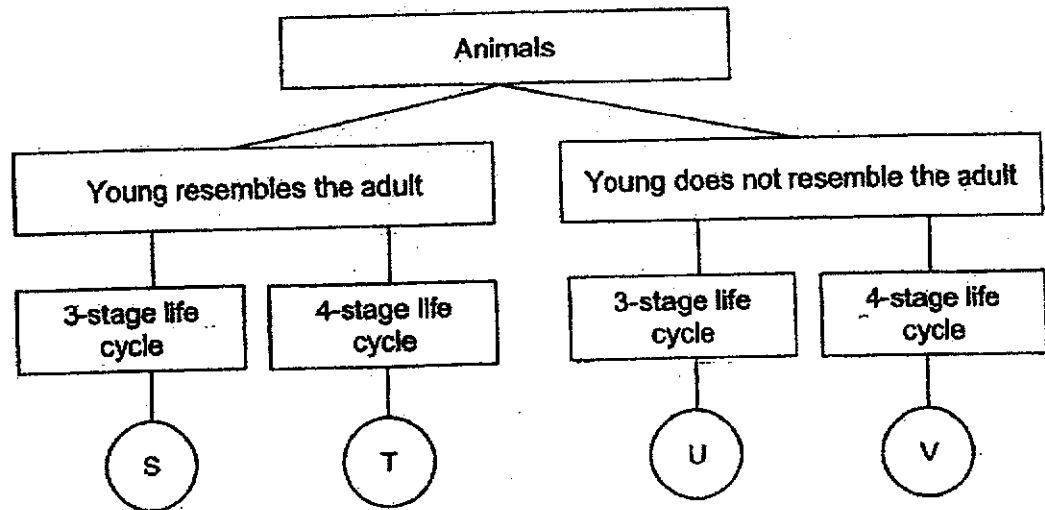 Animals
Young resembles the adult
Young does not resemble the adult
3-stage life
cycle
4-stage life
cycle
3-stage life
cycle
4-stage life
cycle
S
T
U
V